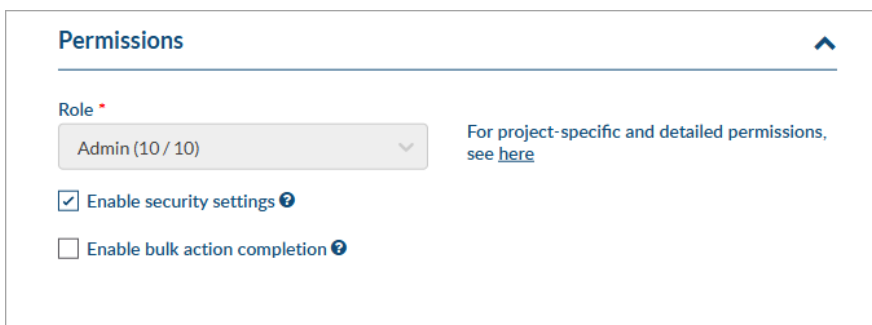 Permissions
Role *
Admin (10 / 10)
For project-specific and detailed permissions,
see here
Enable security settings
Enable bulk action completion